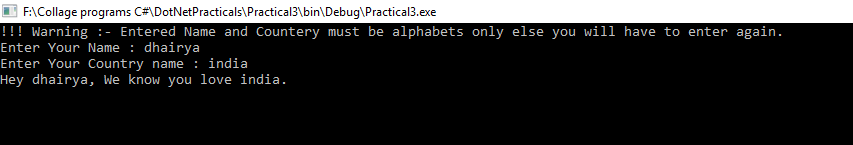 F:\Collage programs C#\DotNetPracticals\Practical3\bin\Debug\Practical3.exe
!!! Warning :- Entered Name and Countery must be alphabets only else you will have to enter again.
Enter Your Name : dhairya
Enter Your Country name : india
Hey dhairya, We know you love india.